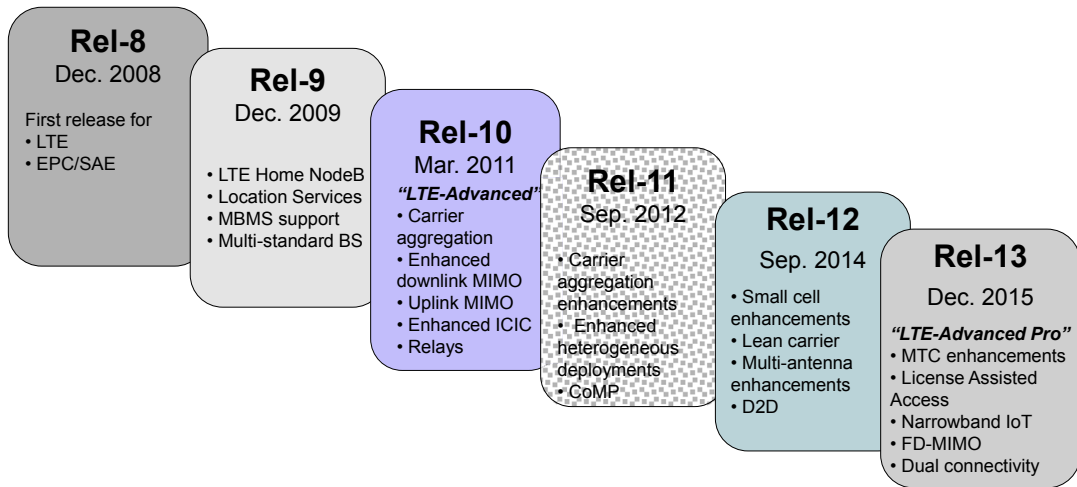 Rel-8
Dec. 2008
First release for
• LTE
• EPC/SAE
Rel-9
Dec. 2009
• LTE Home NodeB
• Location Services
• MBMS support
• Multi-standard BS
Rel-10
Mar. 2011
“LTE-Advanced”
• Carrier
aggregation
• Enhanced
downlink MIMO
• Uplink MIMO
• Enhanced ICIC
• Relays
Rel-11
Sep. 2012
• Carrier
aggregation
enhancements
• Enhanced
heterogeneous
deployments
• CoMP
Rel-12
Sep. 2014
• Small cell
enhancements
• Lean carrier
• Multi-antenna
enhancements
• D2D
Rel-13
Dec. 2015
“LTE-Advanced Pro”
• MTC enhancements
• License Assisted
Access
• Narrowband IoT
• FD-MIMO
• Dual connectivity